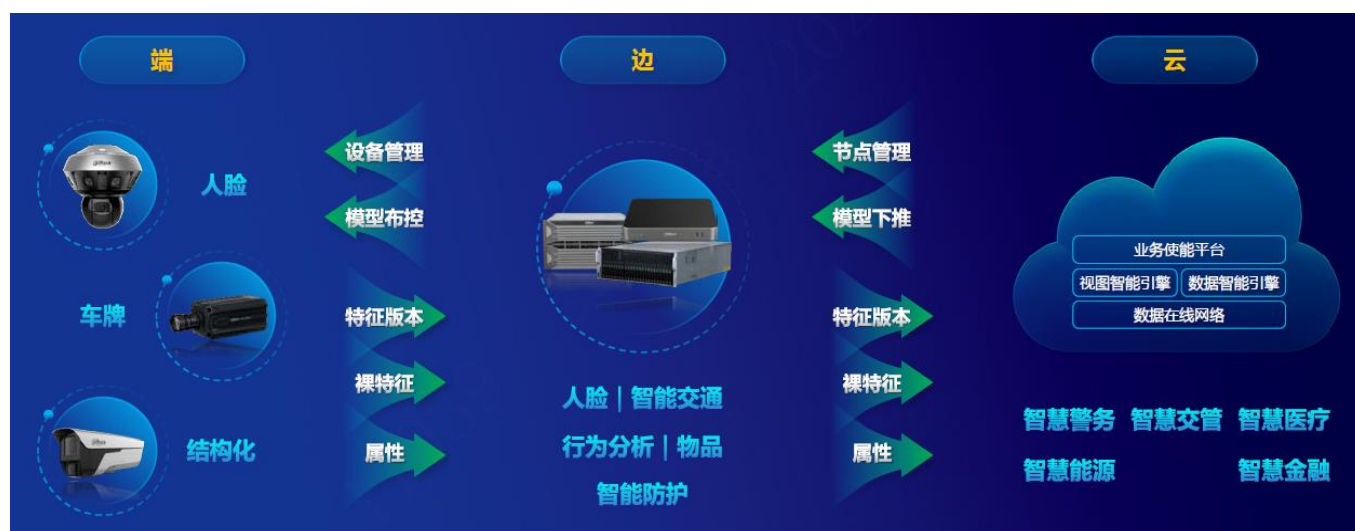 端
边
云
人脸
车牌
结构化
设备管理
模型布控
特征版本
裸特征
属性
人脸 | 智能交通
行为分析 | 物品
智能防护
节点管理
模型下推
特征版本
裸特征
属性
业务使能平台
视图智能引擎 数据智能引擎
数据在线网络
智慧警务 智慧交管 智慧医疗
智慧能源 智慧金融